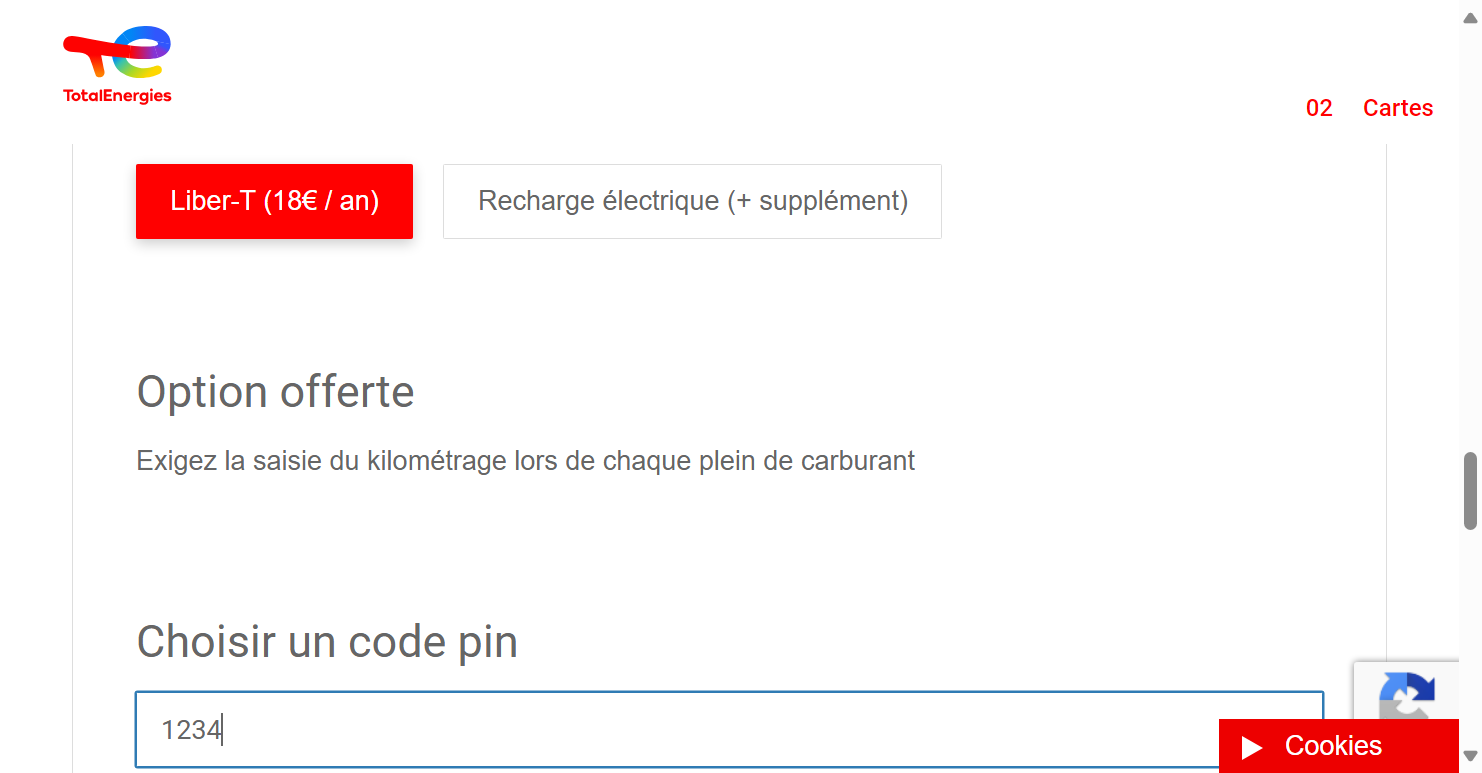 TotalEnergies
02 Cartes
Liber-T (18€ / an) Recharge électrique (+ supplément)
Option offerte
Exigez la saisie du kilométrage lors de chaque plein de carburant
Choisir un code pin
1234
Cookies